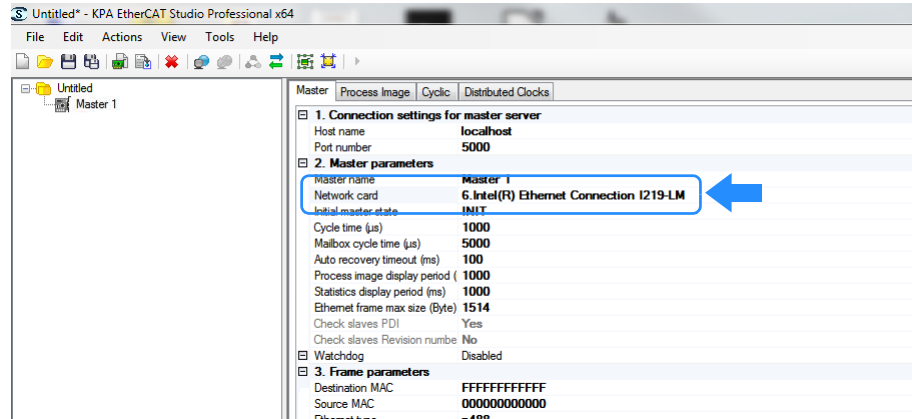 Untitled* - KPA EtherCAT Studio Professional x64
File Edit Actions View Tools Help
Untitled
Master 1
Master Process Image Cyclic Distributed Clocks
1. Connection settings for master server
Host name localhost
Port number 5000
2. Master parameters
Master name Master 1
Network card 6.Intel(R) Ethernet Connection I219-LM
Initial master state INIT
Cycle time (µs) 1000
Mailbox cycle time (µs) 5000
Auto recovery timeout (ms) 100
Process image display period ( 1000
Statistics display period (ms) 1000
Ethernet frame max size (Byte) 1514
Check slaves PDI Yes
Check slaves Revision numbe No
Watchdog Disabled
3. Frame parameters
Destination MAC FFFFFFFFFFFF
Source MAC 000000000000